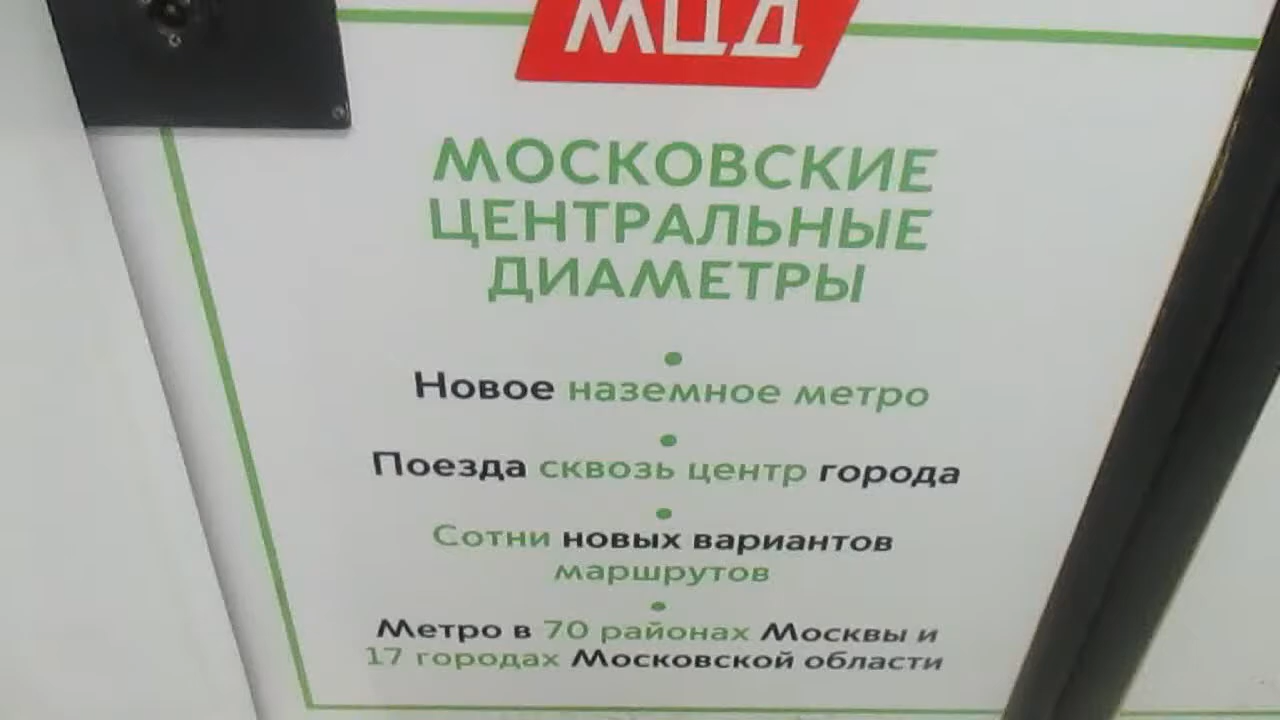 МЦД
МОСКОВСКИЕ
ЦЕНТРАЛЬНЫЕ
ДИАМЕТРЫ
Новое наземное метро
Поезда сквозь центр города
Сотни новых вариантов
маршрутов
Метро в 70 районах Москвы и
17 городах Московской области